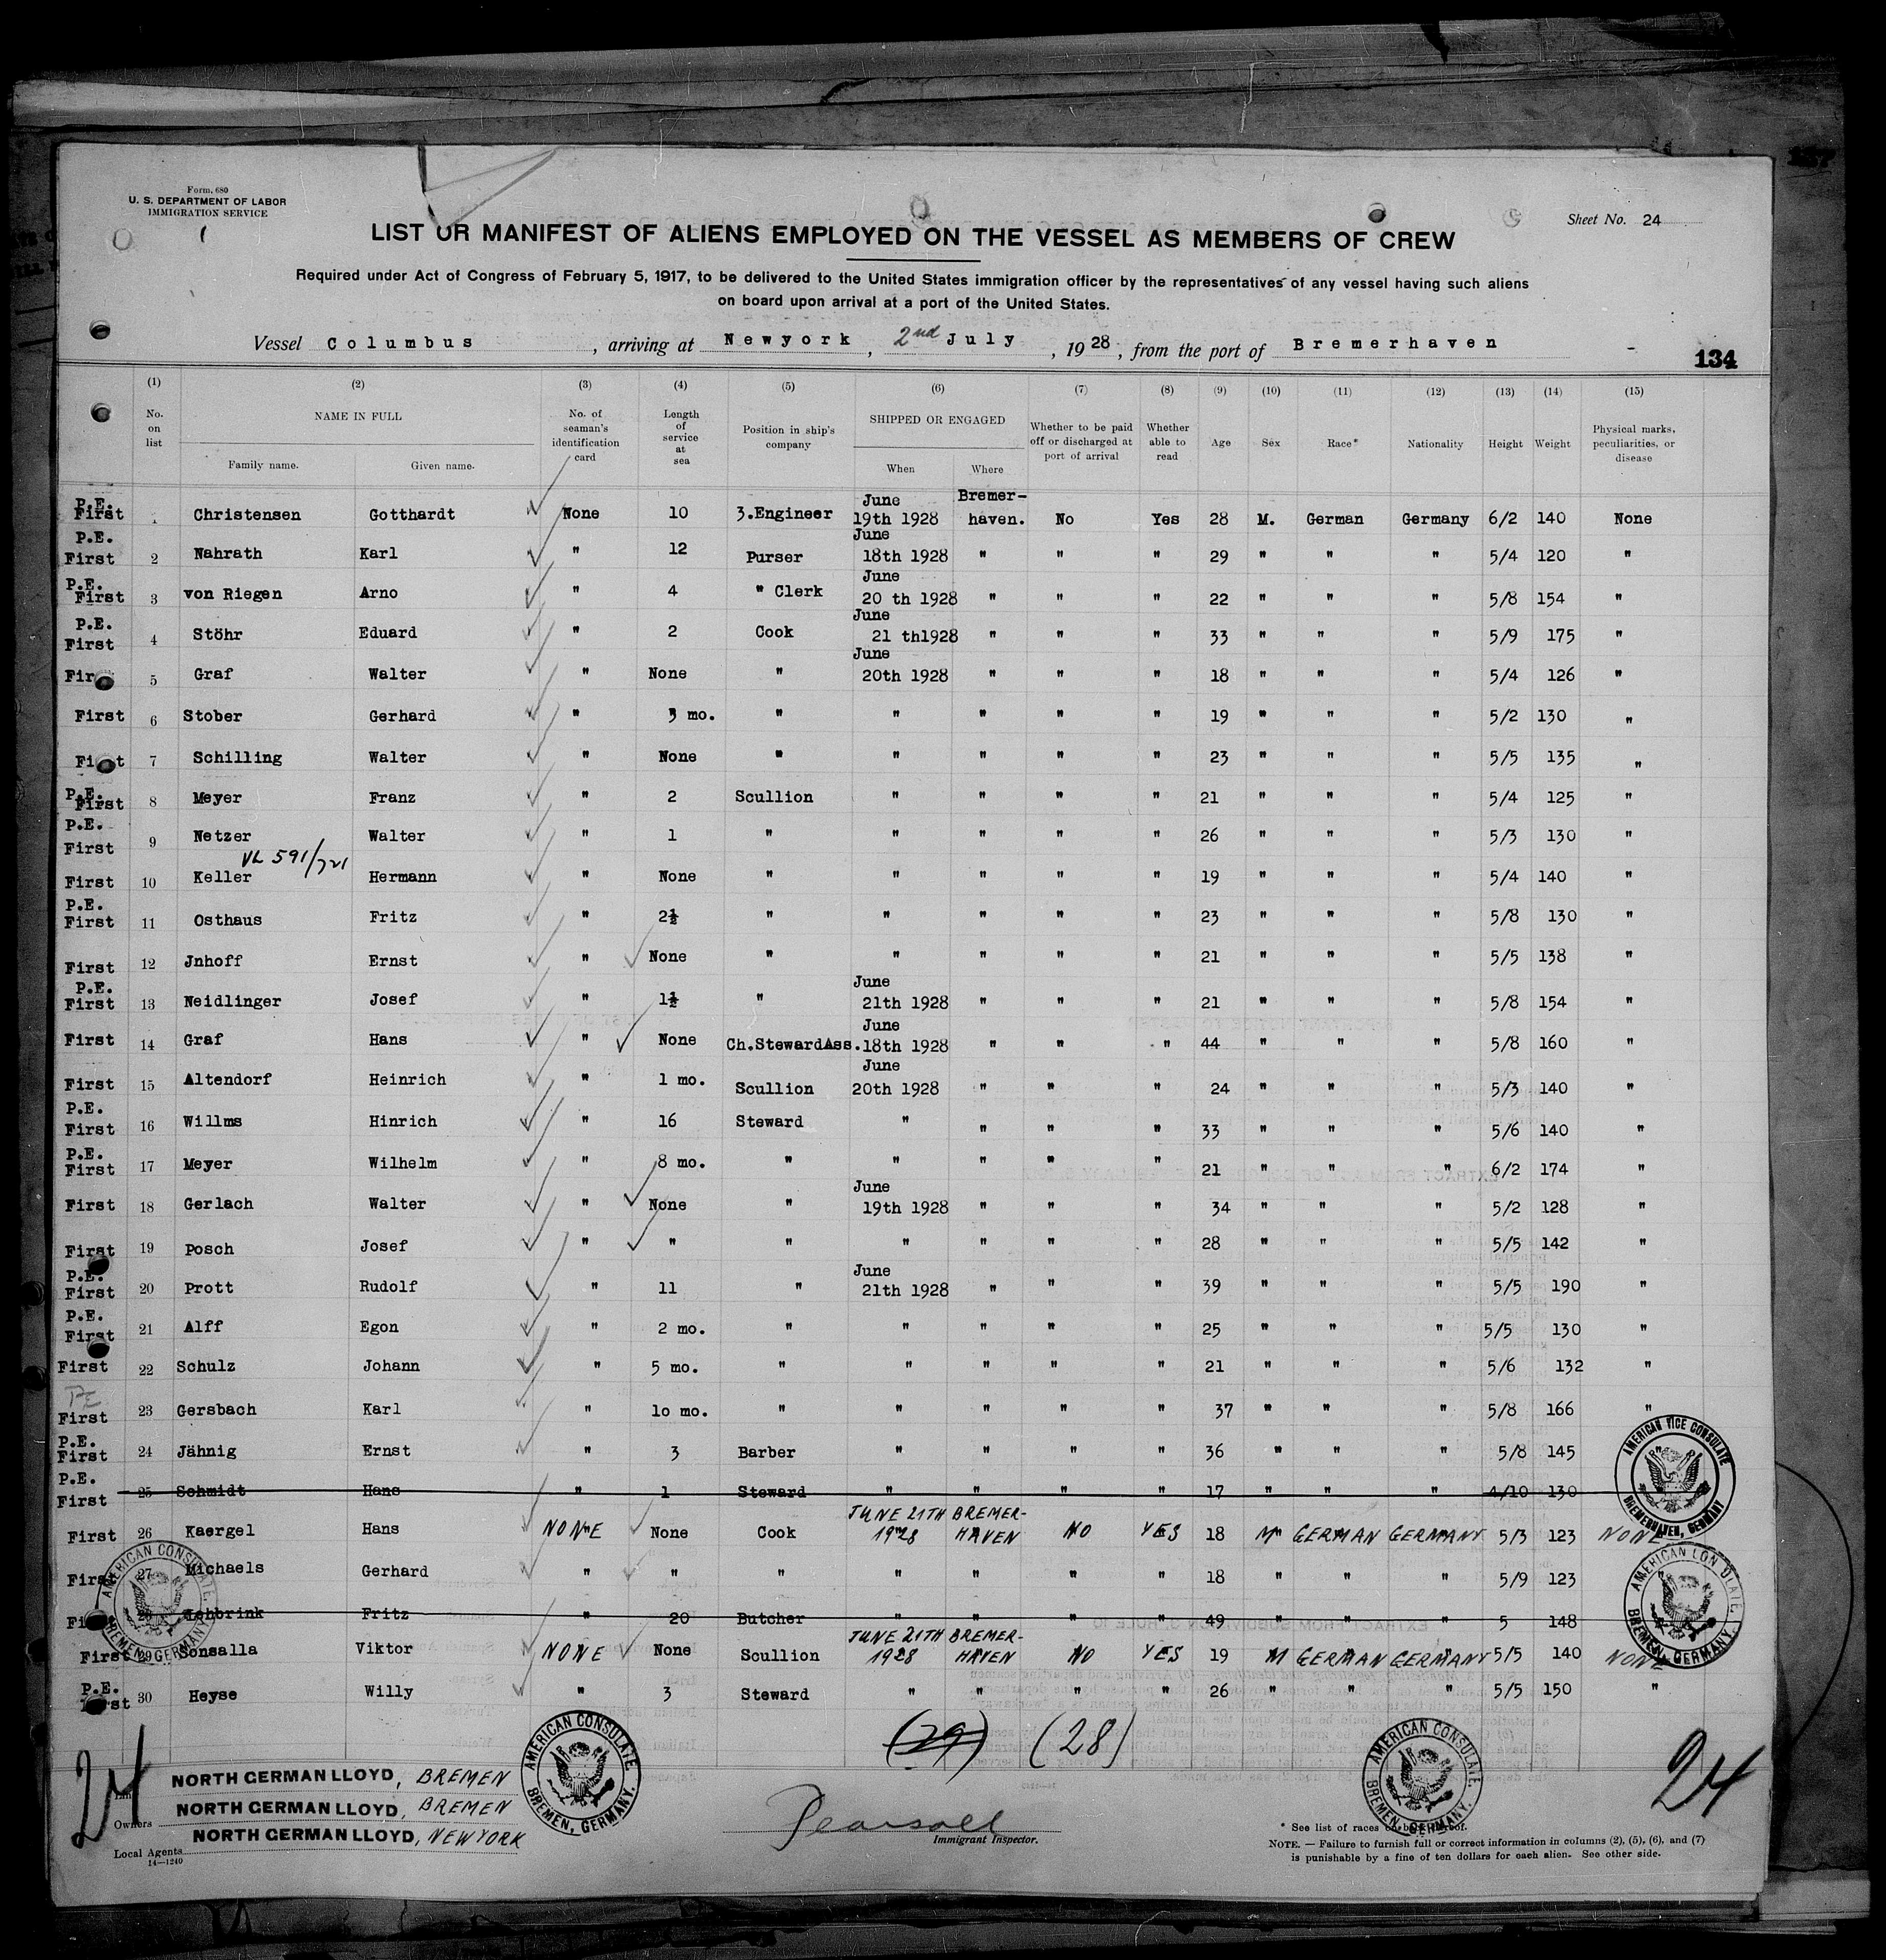 Form. 680
U. S. DEPARTMENT OF LABOR
IMMIGRATION SERVICE
Sheet No. 24
LIST OR MANIFEST OF ALIENS EMPLOYED ON THE VESSEL AS MEMBERS OF CREW
Required under Act of Congress of February 5, 1917, to be delivered to the United States immigration officer by the representatives of any vessel having such aliens
on board upon arrival at a port of the United States.
Vessel Columbus, arriving at Newyork, 2nd July, 1928, from the port of Bremerhaven
134
(1) (2) (3) (4) (5) (6) (7) (8) (9) (10) (11) (12) (13) (14) (15)
No. on list NAME IN FULL Family name. Given name. No. of seaman's identification card Length of service at sea Position in ship's company SHIPPED OR ENGAGED When Where Whether to be paid off or discharged at port of arrival Whether able to read Age Sex Race* Nationality Height Weight Physical marks, peculiarities, or disease
P.E. First 1 Christensen Gotthardt None 10 3.Engineer June 19th 1928 Bremer-haven. No Yes 28 M. German Germany 6/2 140 None
P.E. First 2 Nahrath Karl " 12 Purser June 18th 1928 " " " 29 " " " 5/4 120 "
P.E. First 3 von Riegen Arno " 4 " Clerk June 20 th 1928 " " " 22 " " " 5/8 154 "
P.E. First 4 Stöhr Eduard " 2 Cook June 21 th1928 " " " 33 " " " 5/9 175 "
First 5 Graf Walter " None " June 20th 1928 " " " 18 " " " 5/4 126 "
First 6 Stober Gerhard " 3 mo. " " " " " 19 " " " 5/2 130 "
First 7 Schilling Walter " None " " " " " 23 " " " 5/5 135 "
P.E. First 8 Meyer Franz " 2 Scullion " " " " 21 " " " 5/4 125 "
P.E. First 9 Netzer Walter " 1 " " " " " 26 " " " 5/3 130 "
VL 591/721
First 10 Keller Hermann " None " " " " " 19 " " " 5/4 140 "
P.E. First 11 Osthaus Fritz " 2½ " " " " " 23 " " " 5/8 130 "
First 12 Jnhoff Ernst " None " " " " " 21 " " " 5/5 138 "
P.E. First 13 Neidlinger Josef " 1½ " June 21th 1928 " " " 21 " " " 5/8 154 "
First 14 Graf Hans " None Ch.StewardAss. June 18th 1928 " " " 44 " " " 5/8 160 "
First 15 Altendorf Heinrich " 1 mo. Scullion June 20th 1928 " " " 24 " " " 5/3 140 "
P.E. First 16 Willms Hinrich " 16 Steward " " " " 33 " " " 5/6 140 "
P.E. First 17 Meyer Wilhelm " 8 mo. " " " " " 21 " " " 6/2 174 "
First 18 Gerlach Walter " None " June 19th 1928 " " " 34 " " " 5/2 128 "
First 19 Posch Josef " " " " " " " 28 " " " 5/5 142 "
P.E. First 20 Prott Rudolf " 11 " June 21th 1928 " " " 39 " " " 5/5 190 "
P.E. First 21 Alff Egon " 2 mo. " " " " " 25 " " " 5/5 130 "
First 22 Schulz Johann " 5 mo. " " " " " 21 " " " 5/6 132 "
PE First 23 Gersbach Karl " 10 mo. " " " " " 37 " " " 5/8 166 "
P.E. First 24 Jähnig Ernst " 3 Barber " " " " 36 " " " 5/8 145
P.E. First 25 Schmidt Hans " 1 Steward " " " " 17 " " " 4/10 130
First 26 Kaergel Hans NONE None Cook JUNE 21TH 1928 BREMER-HAVEN NO YES 18 M GERMAN GERMANY 5/3 123 NONE
First 27 Michaels Gerhard " " " " " " " 18 " " " 5/9 123
First 28 Lehbrink Fritz " 20 Butcher " " " " 49 " " " 5 148
First 29 Sonsalla Viktor NONE None Scullion JUNE 21TH 1928 BREMER-HAVEN NO YES 19 M GERMAN GERMANY 5/5 140 NONE
P.E. First 30 Heyse Willy " 3 Steward " " " " 26 " " " 5/5 150 "
AMERICAN VICE CONSULATE BREMERHAVEN, GERMANY
AMERICAN CONSULATE. BREMEN, GERMANY.
AMERICAN CONSULATE. BREMEN, GERMANY.
(29) (28)
AMERICAN CONSULATE. BREMEN, GERMANY.
AMERICAN CONSULATE. BREMEN, GERMANY.
24
24
NORTH GERMAN LLOYD, BREMEN
Owners NORTH GERMAN LLOYD, BREMEN
Local Agents NORTH GERMAN LLOYD, NEWYORK
14—1240
Pearsall
Immigrant Inspector.
* See list of races on back hereof.
NOTE. — Failure to furnish full or correct information in columns (2), (5), (6), and (7)
is punishable by a fine of ten dollars for each alien. See other side.